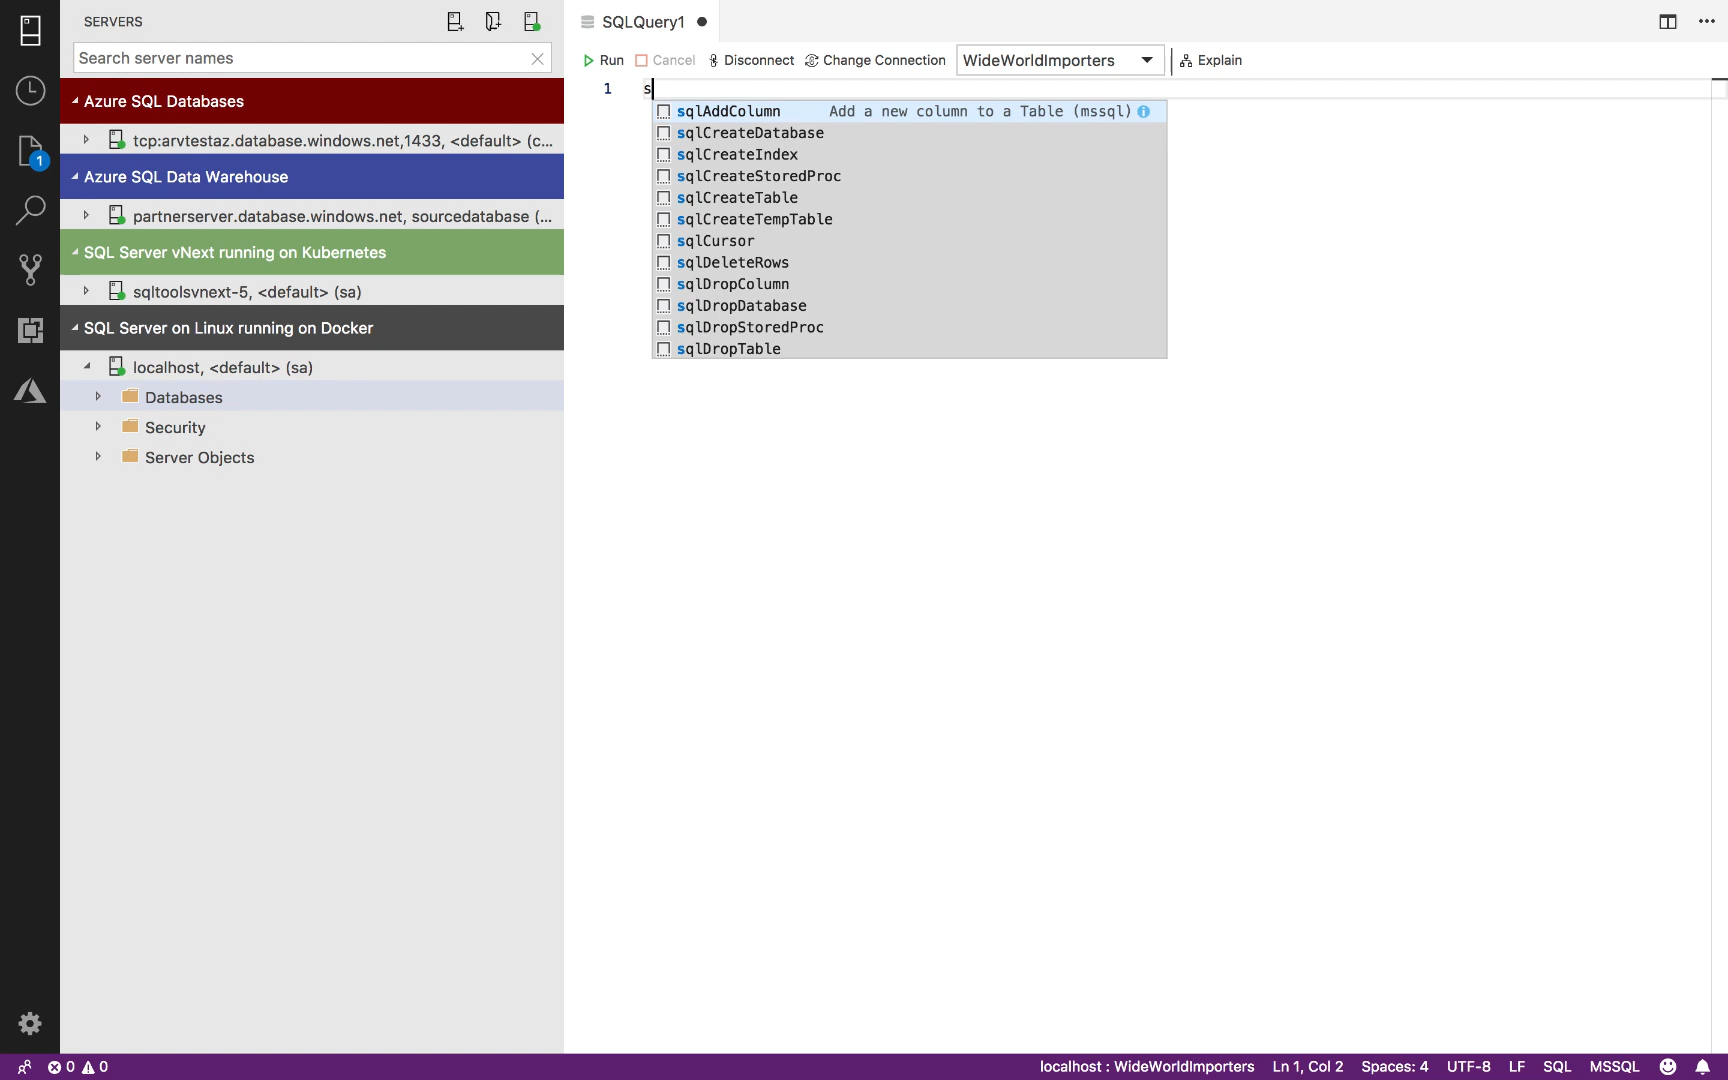 SERVERS
Search server names
Azure SQL Databases
tcp:arvtestaz.database.windows.net,1433, <default> (c...
Azure SQL Data Warehouse
partnerserver.database.windows.net, sourcedatabase (...
SQL Server vNext running on Kubernetes
sqltoolsvnext-5, <default> (sa)
SQL Server on Linux running on Docker
localhost, <default> (sa)
Databases
Security
Server Objects
1
SQLQuery1
Run Cancel Disconnect Change Connection WideWorldImporters Explain
1 s
sqlAddColumn Add a new column to a Table (mssql)
sqlCreateDatabase
sqlCreateIndex
sqlCreateStoredProc
sqlCreateTable
sqlCreateTempTable
sqlCursor
sqlDeleteRows
sqlDropColumn
sqlDropDatabase
sqlDropStoredProc
sqlDropTable
0 0 localhost : WideWorldImporters Ln 1, Col 2 Spaces: 4 UTF-8 LF SQL MSSQL